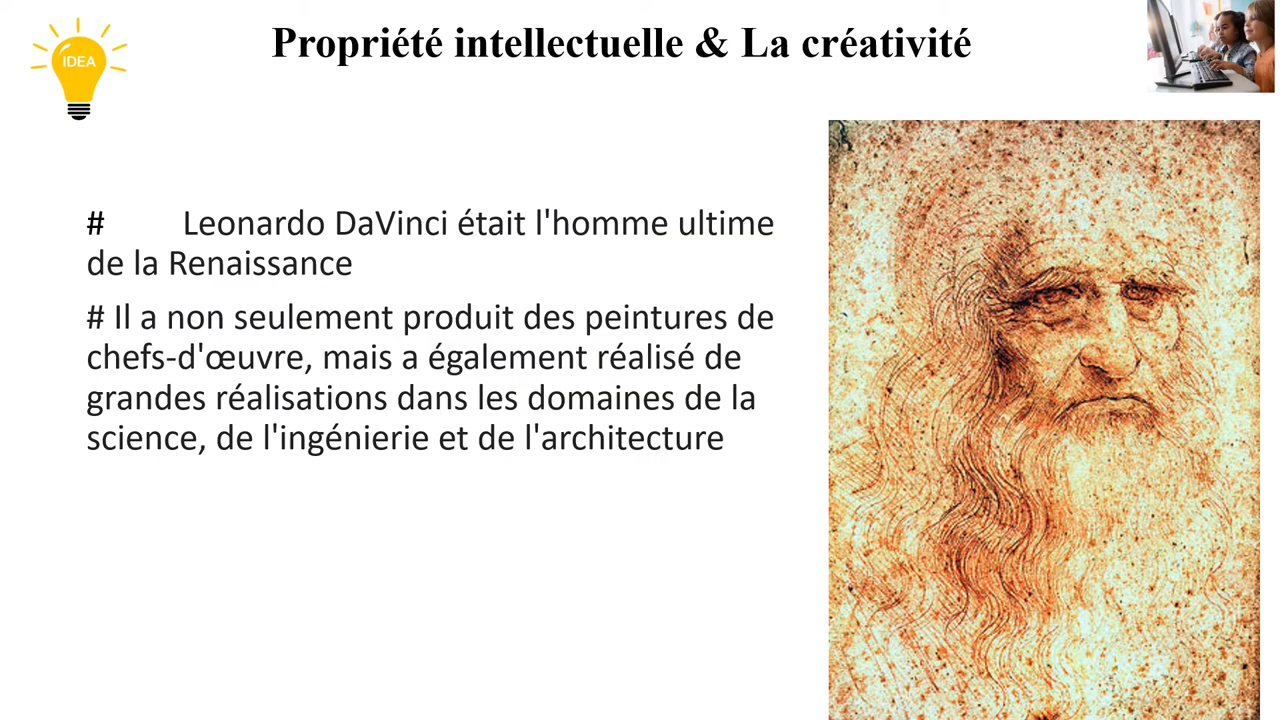 IDEA
Propriété intellectuelle & La créativité
# Leonardo DaVinci était l'homme ultime
de la Renaissance
# Il a non seulement produit des peintures de
chefs-d'œuvre, mais a également réalisé de
grandes réalisations dans les domaines de la
science, de l'ingénierie et de l'architecture